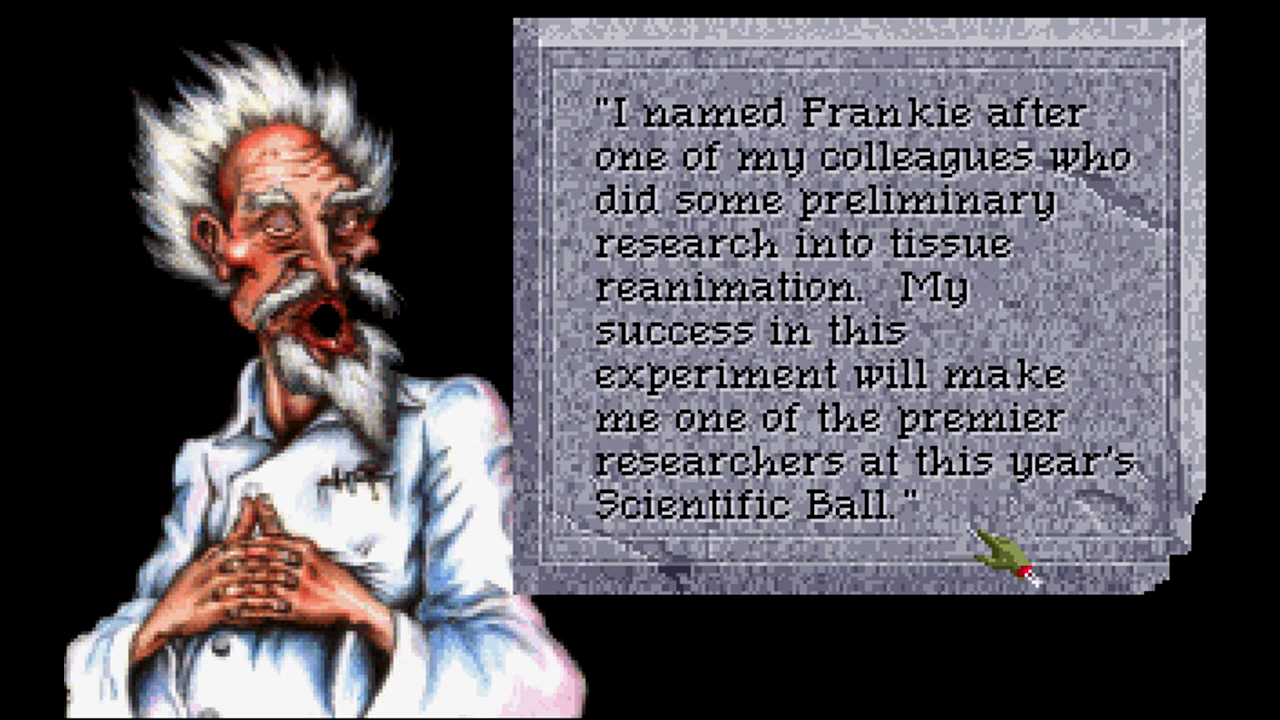 "I named Frankie after
one of my colleagues who
did some preliminary
research into tissue
reanimation.  My
success in this
experiment will make
me one of the premier
researchers at this year's
Scientific Ball."